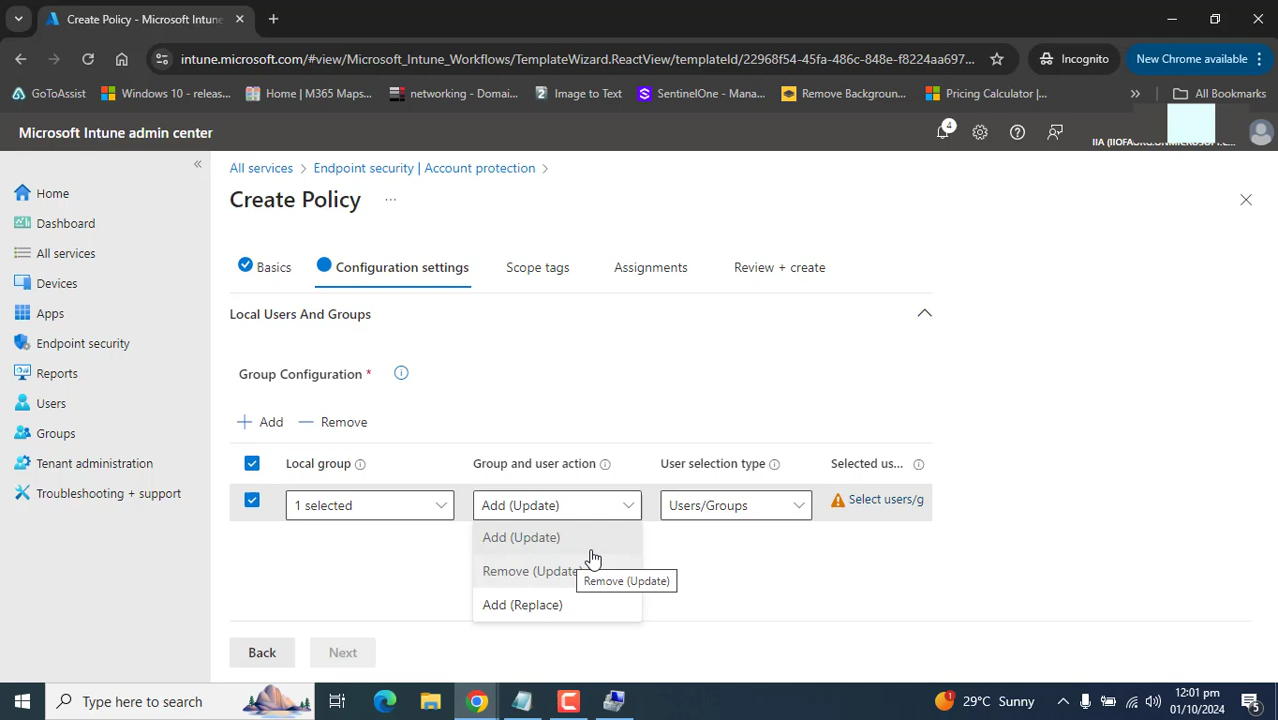 Create Policy - Microsoft Intune
intune.microsoft.com/#view/Microsoft_Intune_Workflows/TemplateWizard.ReactView/templateId/22968f54-45fa-486c-848e-f8224aa697...
Incognito
New Chrome available
GoToAssist
Windows 10 - releas...
Home | M365 Maps...
networking - Domai...
Image to Text
SentinelOne - Mana...
Remove Backgroun...
Pricing Calculator |...
All Bookmarks
Microsoft Intune admin center
4
Home
Dashboard
All services
Devices
Apps
Endpoint security
Reports
Users
Groups
Tenant administration
Troubleshooting + support
All services > Endpoint security | Account protection >
Create Policy ...
Basics
Configuration settings
Scope tags
Assignments
Review + create
Local Users And Groups
Group Configuration *
Add
Remove
Local group
Group and user action
User selection type
Selected us...
1 selected
Add (Update)
Users/Groups
Select users/g
Add (Update)
Remove (Update)
Remove (Update)
Add (Replace)
Back
Next
Type here to search
1
29°C Sunny
12:01 pm
01/10/2024
5